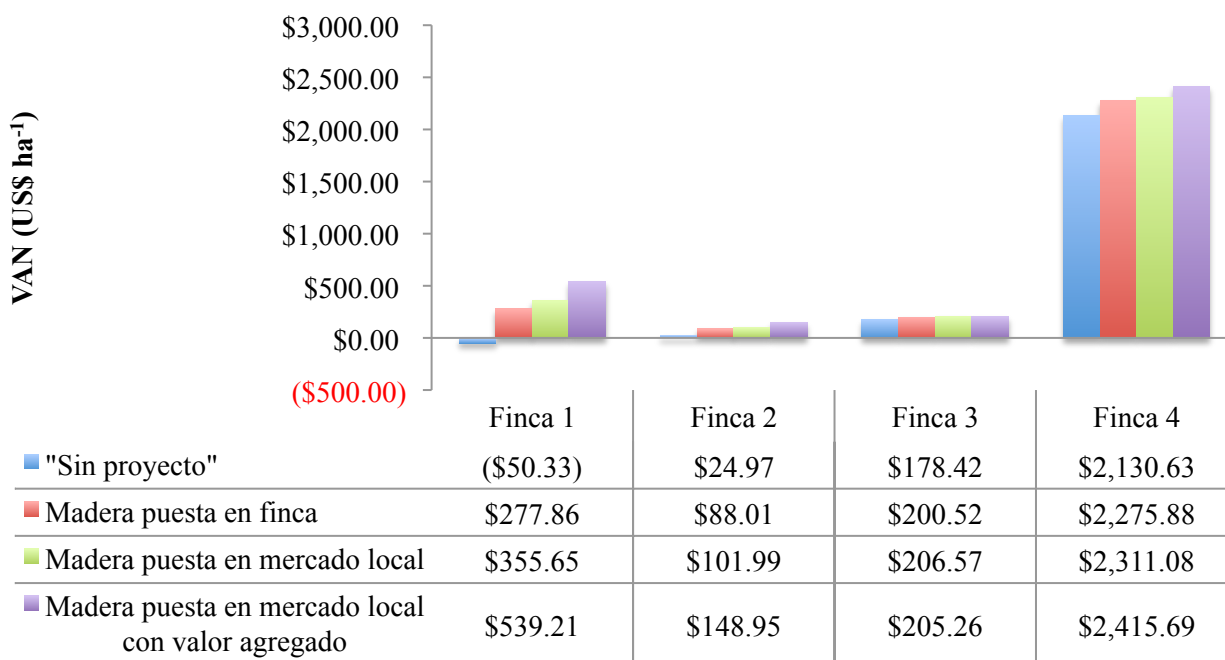 $3,000.00
$2,500.00
$2,000.00
$1,500.00
$1,000.00
$500.00
$0.00
($500.00)
VAN (US$ ha-1)
Finca 1 Finca 2 Finca 3 Finca 4
"Sin proyecto" ($50.33) $24.97 $178.42 $2,130.63
Madera puesta en finca $277.86 $88.01 $200.52 $2,275.88
Madera puesta en mercado local $355.65 $101.99 $206.57 $2,311.08
Madera puesta en mercado local
con valor agregado $539.21 $148.95 $205.26 $2,415.69